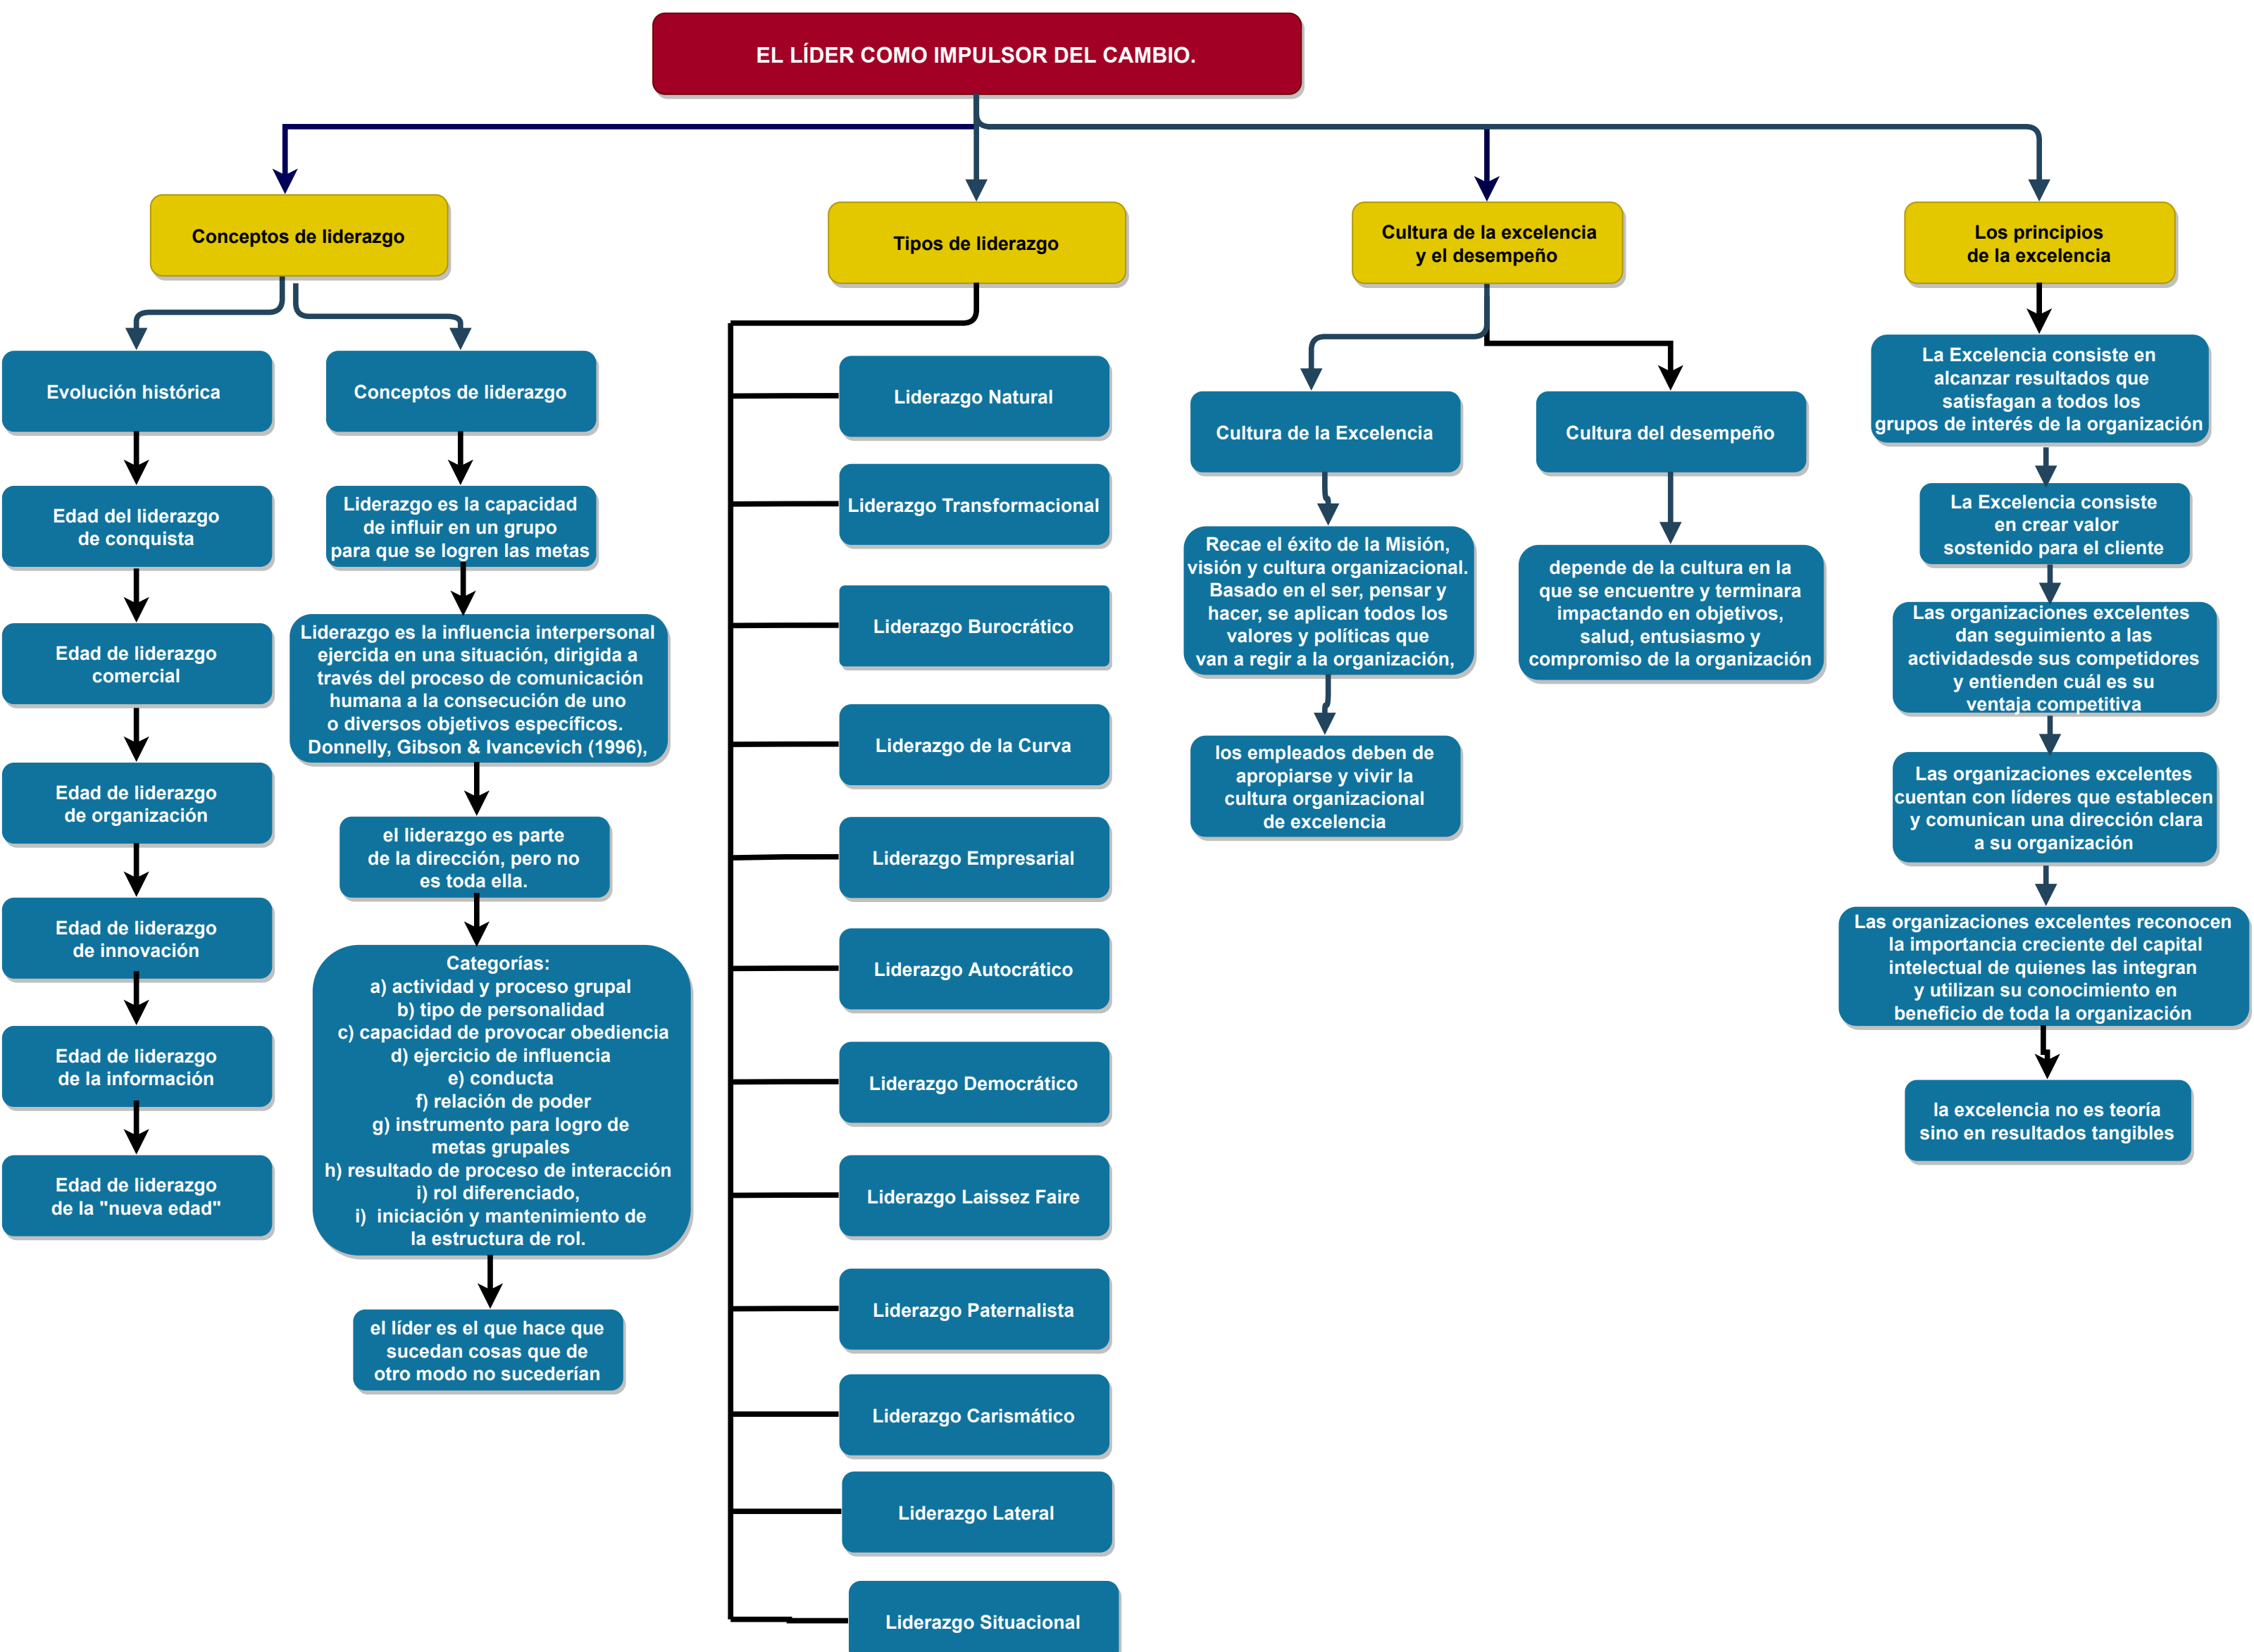 EL LÍDER COMO IMPULSOR DEL CAMBIO.
Conceptos de liderazgo
Evolución histórica
Edad del liderazgo
de conquista
Edad de liderazgo
comercial
Edad de liderazgo
de organización
Edad de liderazgo
de innovación
Edad de liderazgo
de la información
Edad de liderazgo
de la "nueva edad"
Conceptos de liderazgo
Liderazgo es la capacidad
de influir en un grupo
para que se logren las metas
Liderazgo es la influencia interpersonal
ejercida en una situación, dirigida a
través del proceso de comunicación
humana a la consecución de uno
o diversos objetivos específicos.
Donnelly, Gibson & Ivancevich (1996),
el liderazgo es parte
de la dirección, pero no
es toda ella.
Categorías:
a) actividad y proceso grupal
b) tipo de personalidad
c) capacidad de provocar obediencia
d) ejercicio de influencia
e) conducta
f) relación de poder
g) instrumento para logro de
metas grupales
h) resultado de proceso de interacción
i) rol diferenciado,
i)  iniciación y mantenimiento de
la estructura de rol.
el líder es el que hace que
sucedan cosas que de
otro modo no sucederían
Tipos de liderazgo
Liderazgo Natural
Liderazgo Transformacional
Liderazgo Burocrático
Liderazgo de la Curva
Liderazgo Empresarial
Liderazgo Autocrático
Liderazgo Democrático
Liderazgo Laissez Faire
Liderazgo Paternalista
Liderazgo Carismático
Liderazgo Lateral
Liderazgo Situacional
Cultura de la excelencia
y el desempeño
Cultura de la Excelencia
Recae el éxito de la Misión,
visión y cultura organizacional.
Basado en el ser, pensar y
hacer, se aplican todos los
valores y políticas que
van a regir a la organización,
los empleados deben de
apropiarse y vivir la
cultura organizacional
de excelencia
Cultura del desempeño
depende de la cultura en la
que se encuentre y terminara
impactando en objetivos,
salud, entusiasmo y
compromiso de la organización
Los principios
de la excelencia
La Excelencia consiste en
alcanzar resultados que
satisfagan a todos los
grupos de interés de la organización
La Excelencia consiste
en crear valor
sostenido para el cliente
Las organizaciones excelentes
dan seguimiento a las
actividadesde sus competidores
y entienden cuál es su
ventaja competitiva
Las organizaciones excelentes
cuentan con líderes que establecen
y comunican una dirección clara
a su organización
Las organizaciones excelentes reconocen
la importancia creciente del capital
intelectual de quienes las integran
y utilizan su conocimiento en
beneficio de toda la organización
la excelencia no es teoría
sino en resultados tangibles